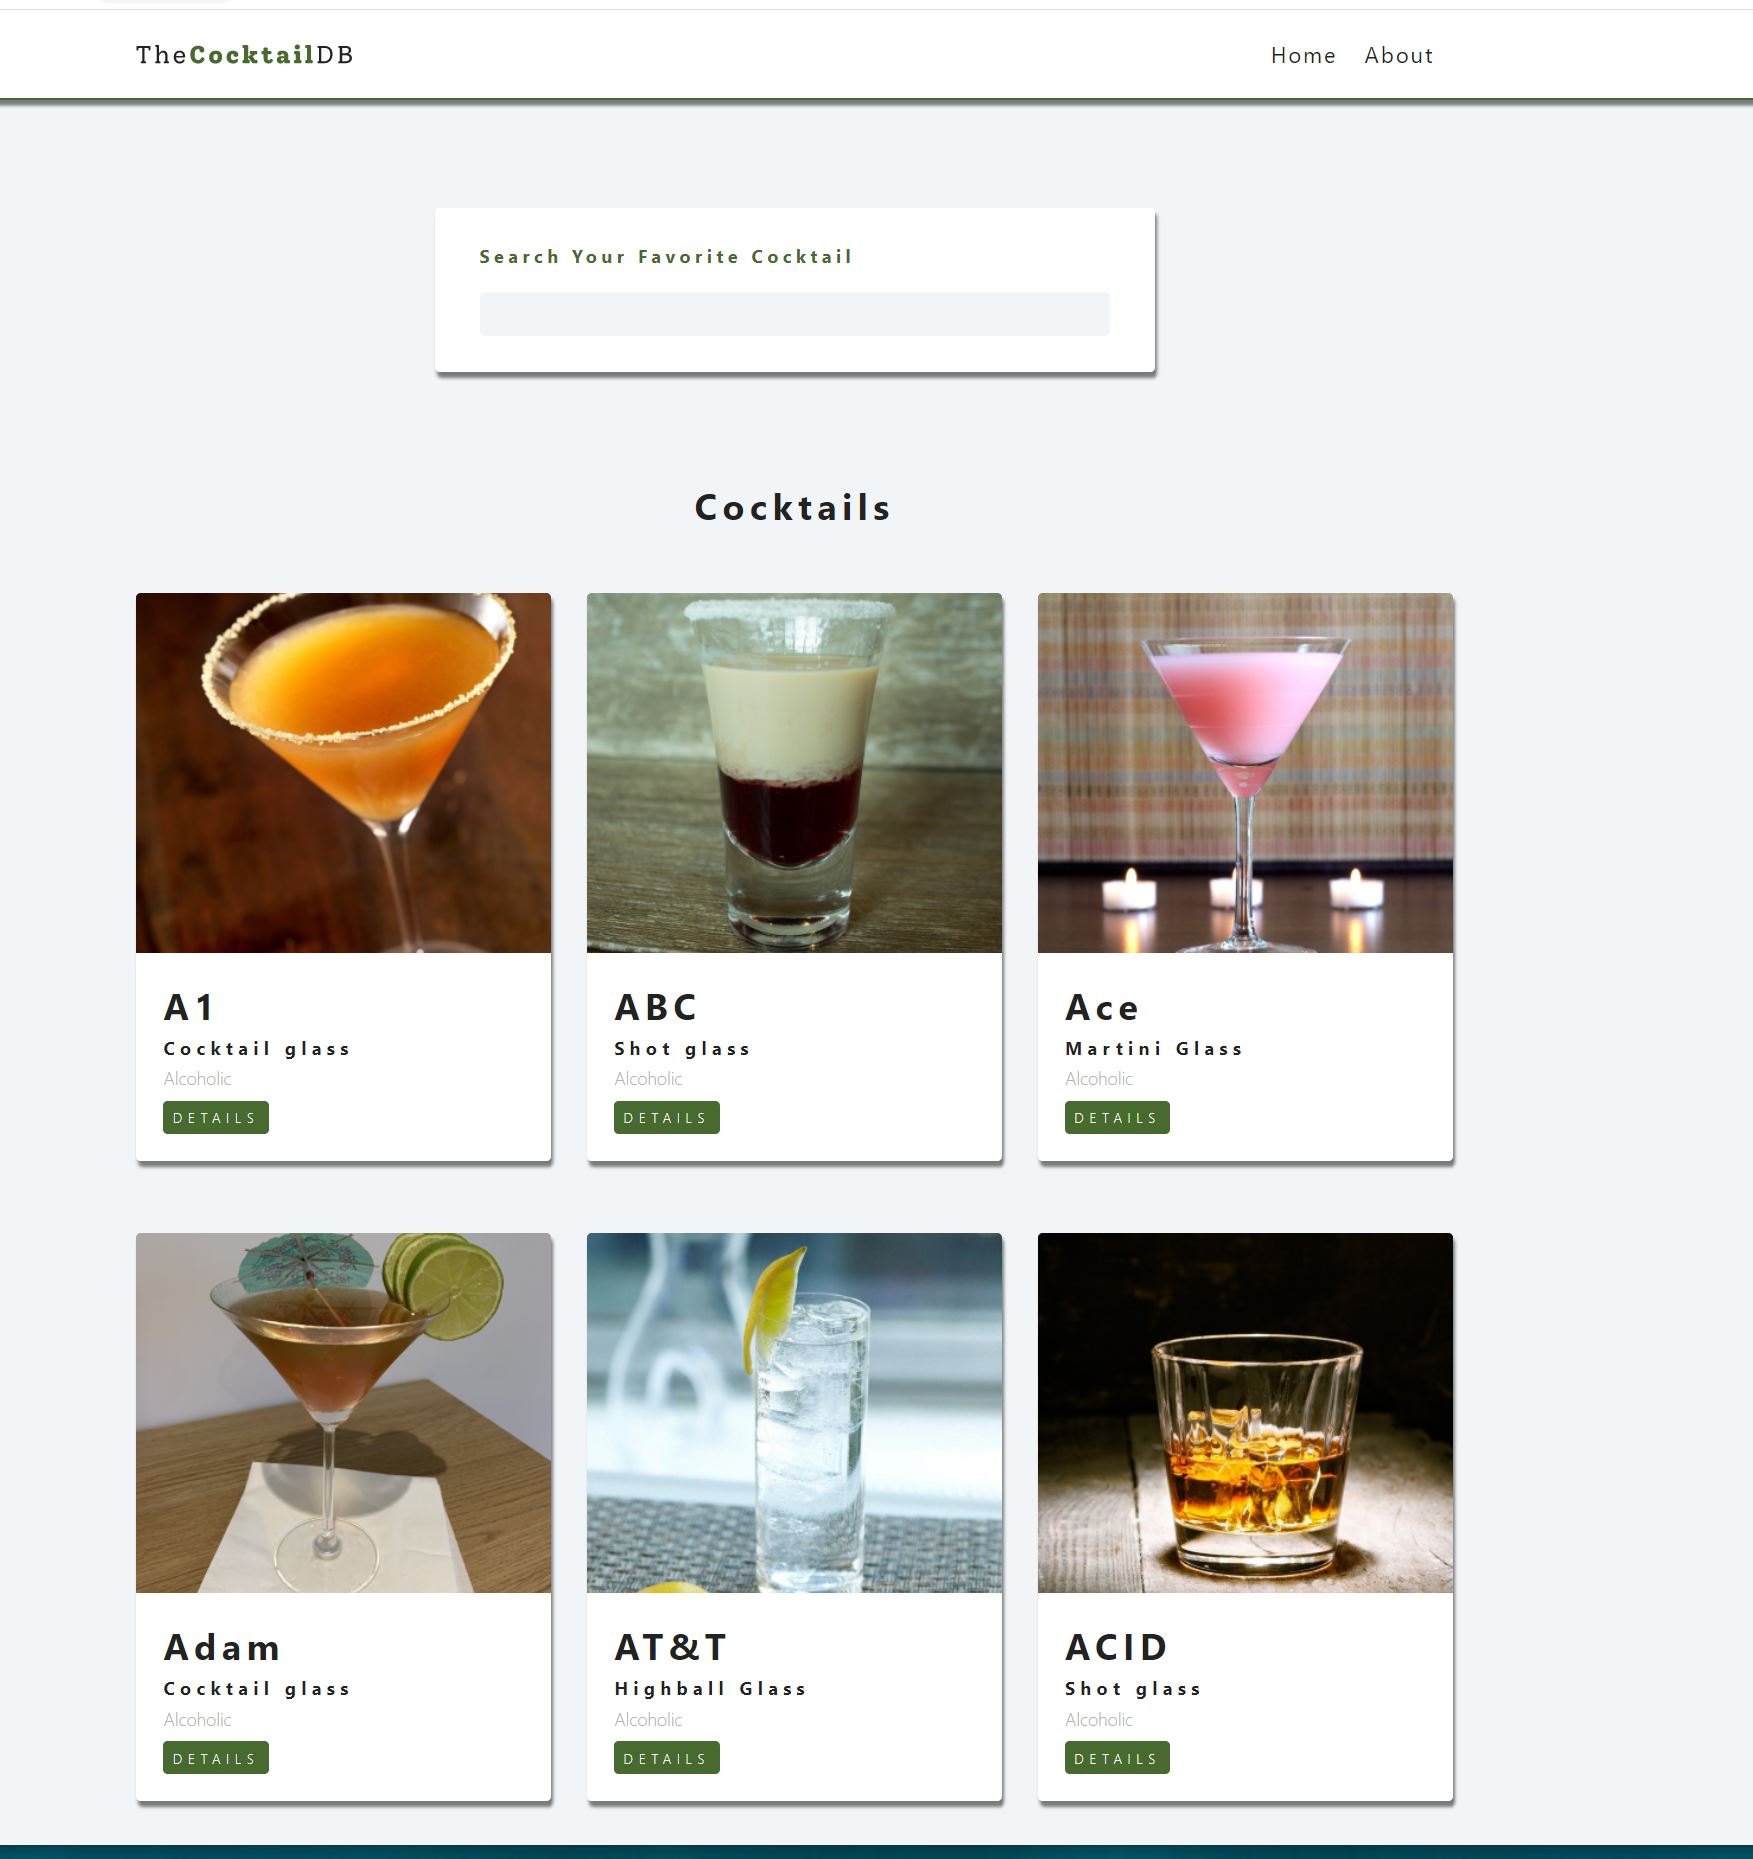 TheCocktailDB
Home About
Search Your Favorite Cocktail
Cocktails
A1
Cocktail glass
Alcoholic
DETAILS
ABC
Shot glass
Alcoholic
DETAILS
Ace
Martini Glass
Alcoholic
DETAILS
Adam
Cocktail glass
Alcoholic
DETAILS
AT&T
Highball Glass
Alcoholic
DETAILS
ACID
Shot glass
Alcoholic
DETAILS